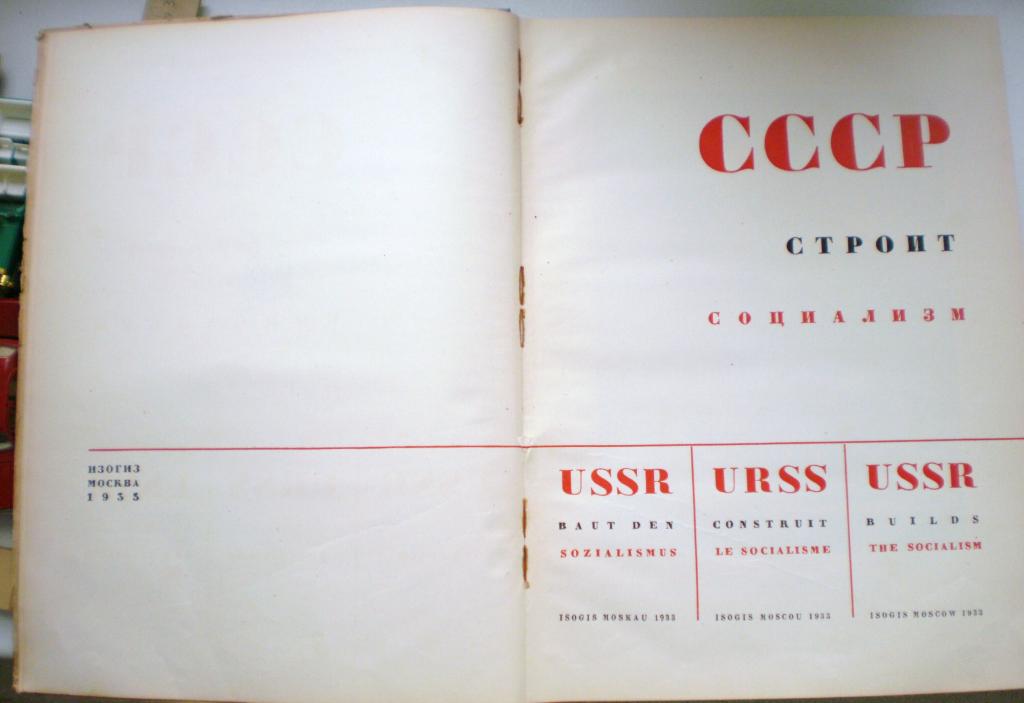 СССР
СТРОИТ
СОЦИАЛИЗМ
ИЗОГИЗ
МОСКВА
1933
USSR
BAUT DEN
SOZIALISMUS
ISOGIS MOSKAU 1933
URSS
CONSTRUIT
LE SOCIALISME
ISOGIS MOSCOU 1933
USSR
BUILDS
THE SOCIALISM
ISOGIS MOSCOW 1933